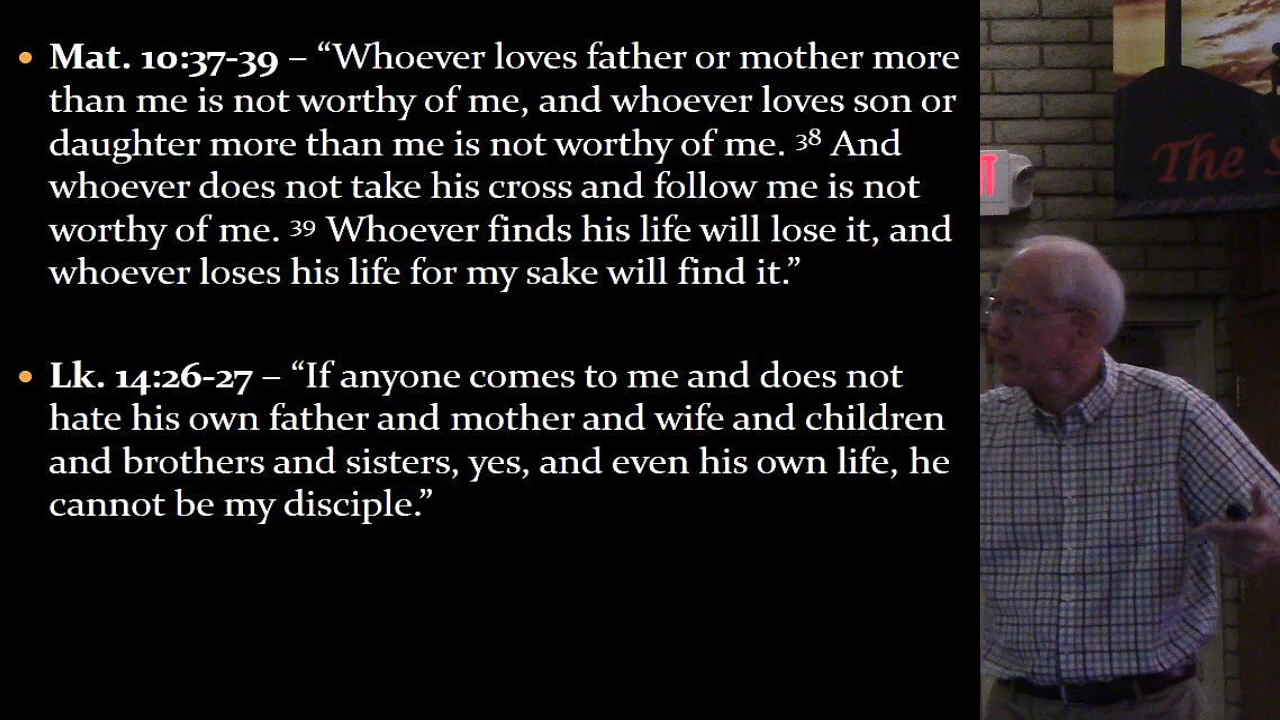 • Mat. 10:37-39 – “Whoever loves father or mother more
than me is not worthy of me, and whoever loves son or
daughter more than me is not worthy of me. ³⁸ And
whoever does not take his cross and follow me is not
worthy of me. ³⁹ Whoever finds his life will lose it, and
whoever loses his life for my sake will find it.”
• Lk. 14:26-27 – “If anyone comes to me and does not
hate his own father and mother and wife and children
and brothers and sisters, yes, and even his own life, he
cannot be my disciple.”
The